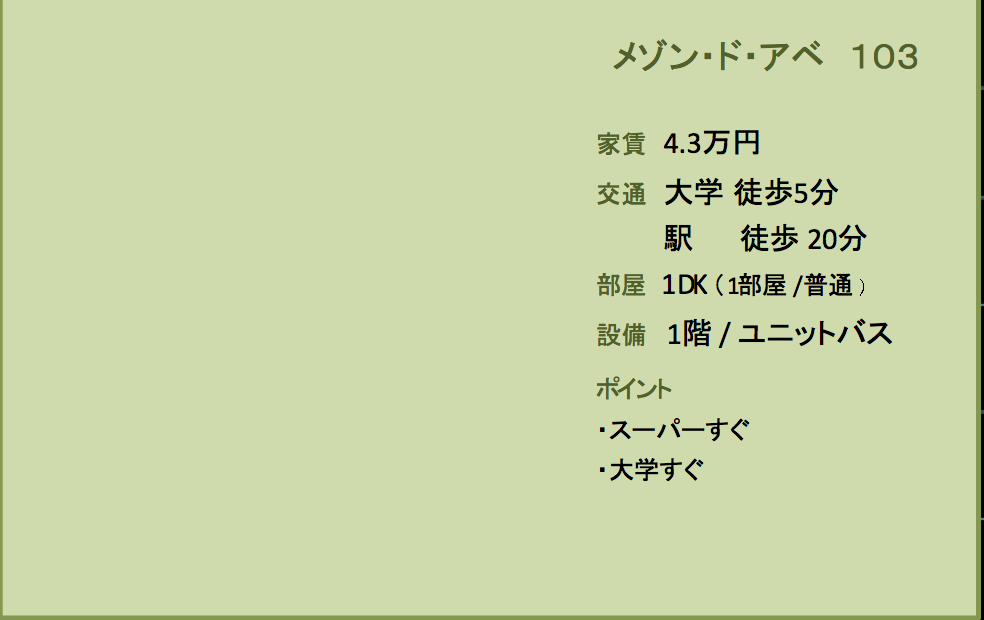 メゾン・ド・アベ　１０３
家賃 4.3万円
交通 大学 徒歩5分
駅 徒歩 20分
部屋 1DK（1部屋 /普通）
設備 1階 / ユニットバス
ポイント
・スーパーすぐ
・大学すぐ